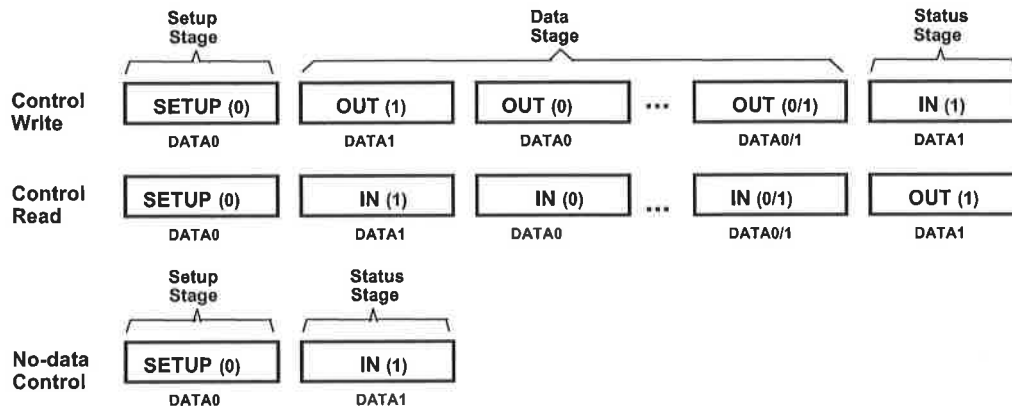 Setup
Stage
Data
Stage
Status
Stage
Control
Write
SETUP (0) OUT (1) OUT (0) ... OUT (0/1) IN (1)
DATA0 DATA1 DATA0 DATA0/1 DATA1
Control
Read
SETUP (0) IN (1) IN (0) ... IN (0/1) OUT (1)
DATA0 DATA1 DATA0 DATA0/1 DATA1
Setup
Stage
Status
Stage
No-data
Control
SETUP (0) IN (1)
DATA0 DATA1